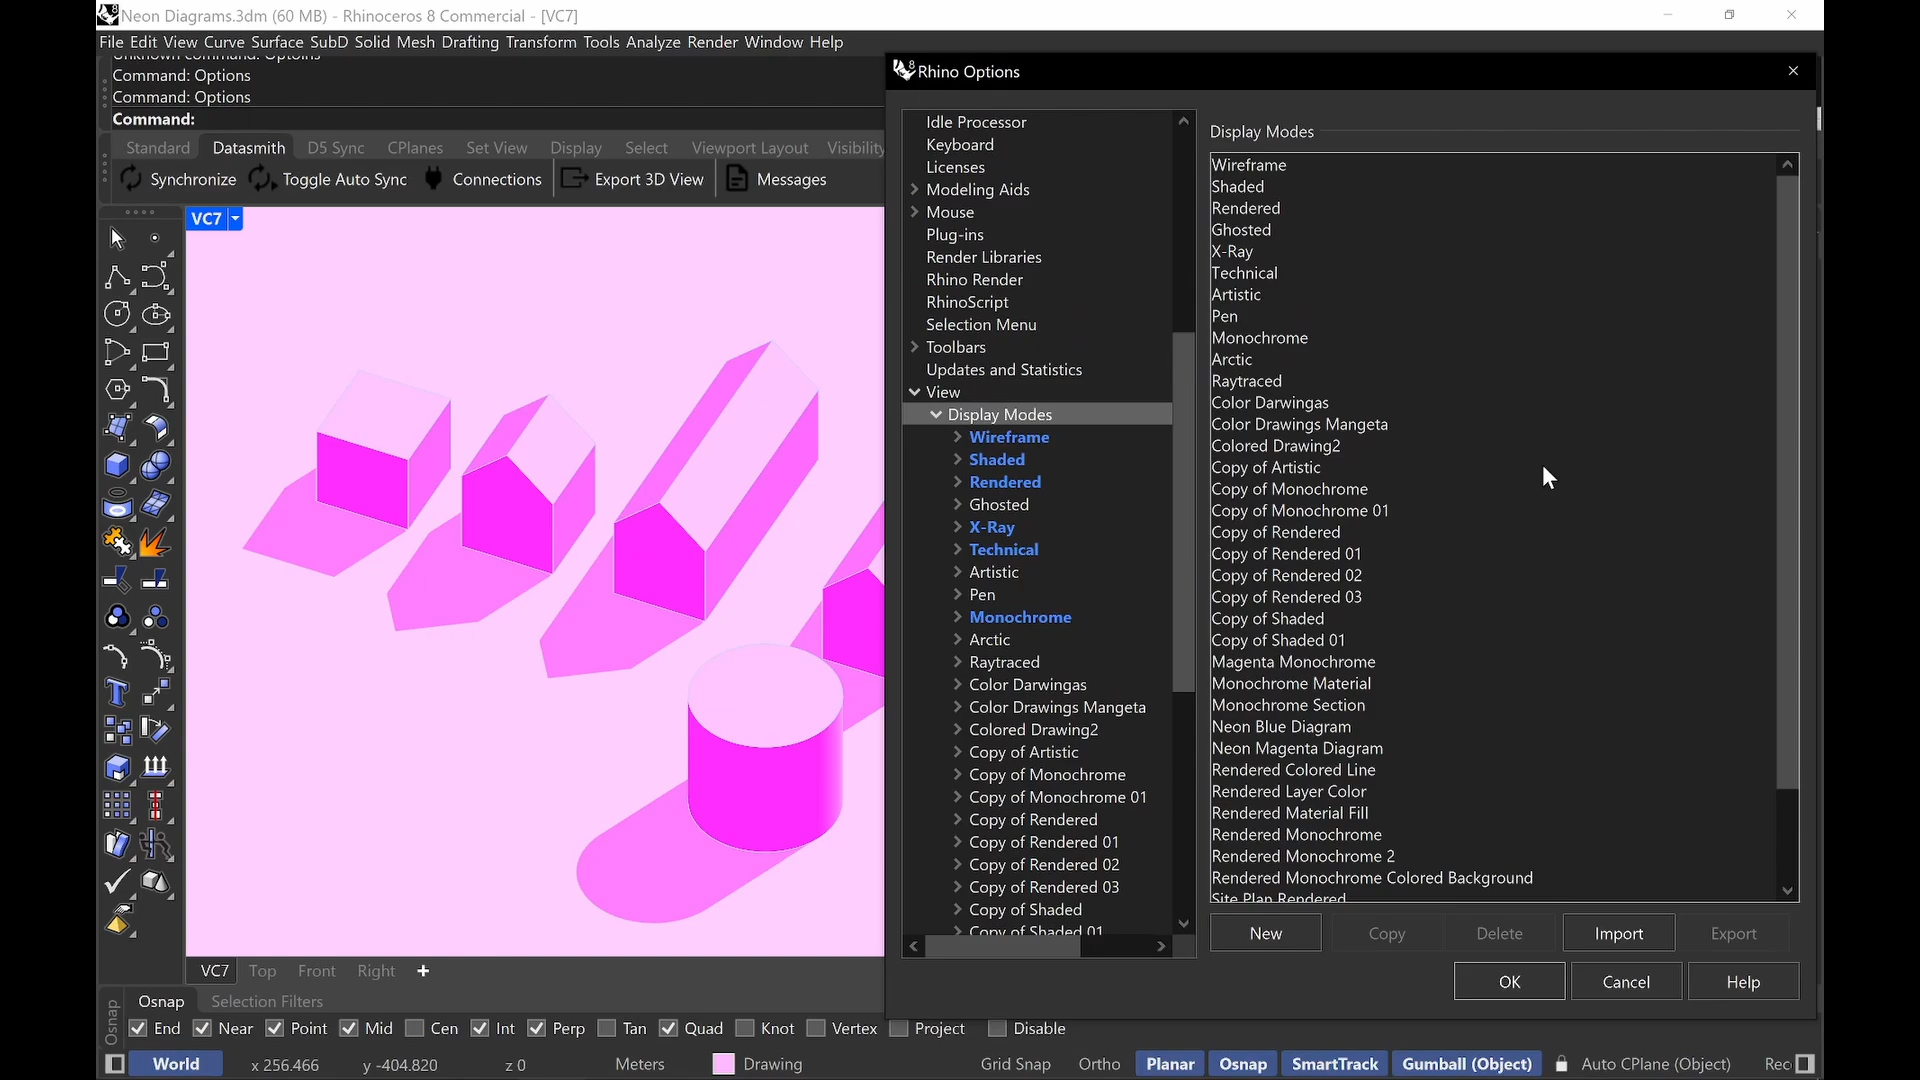 Neon Diagrams.3dm (60 MB) - Rhinoceros 8 Commercial - [VC7]
File Edit View Curve Surface SubD Solid Mesh Drafting Transform Tools Analyze Render Window Help
Command: Options
Command: Options
Command:
Standard Datasmith D5 Sync CPlanes Set View Display Select Viewport Layout Visibility
Synchronize Toggle Auto Sync Connections Export 3D View Messages
VC7
Rhino Options
Idle Processor
Keyboard
Licenses
Modeling Aids
Mouse
Plug-ins
Render Libraries
Rhino Render
RhinoScript
Selection Menu
Toolbars
Updates and Statistics
View
Display Modes
Wireframe
Shaded
Rendered
Ghosted
X-Ray
Technical
Artistic
Pen
Monochrome
Arctic
Raytraced
Color Darwingas
Color Drawings Mangeta
Colored Drawing2
Copy of Artistic
Copy of Monochrome
Copy of Monochrome 01
Copy of Rendered
Copy of Rendered 01
Copy of Rendered 02
Copy of Rendered 03
Copy of Shaded
Copy of Shaded 01
Display Modes
Wireframe
Shaded
Rendered
Ghosted
X-Ray
Technical
Artistic
Pen
Monochrome
Arctic
Raytraced
Color Darwingas
Color Drawings Mangeta
Colored Drawing2
Copy of Artistic
Copy of Monochrome
Copy of Monochrome 01
Copy of Rendered
Copy of Rendered 01
Copy of Rendered 02
Copy of Rendered 03
Copy of Shaded
Copy of Shaded 01
Magenta Monochrome
Monochrome Material
Monochrome Section
Neon Blue Diagram
Neon Magenta Diagram
Rendered Colored Line
Rendered Layer Color
Rendered Material Fill
Rendered Monochrome
Rendered Monochrome 2
Rendered Monochrome Colored Background
Site Plan Rendered
New Copy Delete Import Export
OK Cancel Help
VC7 Top Front Right
Osnap Selection Filters
Osnap
End Near Point Mid Cen Int Perp Tan Quad Knot Vertex Project Disable
World x 256.466 y -404.820 z 0 Meters Drawing Grid Snap Ortho Planar Osnap SmartTrack Gumball (Object) Auto CPlane (Object) Rec